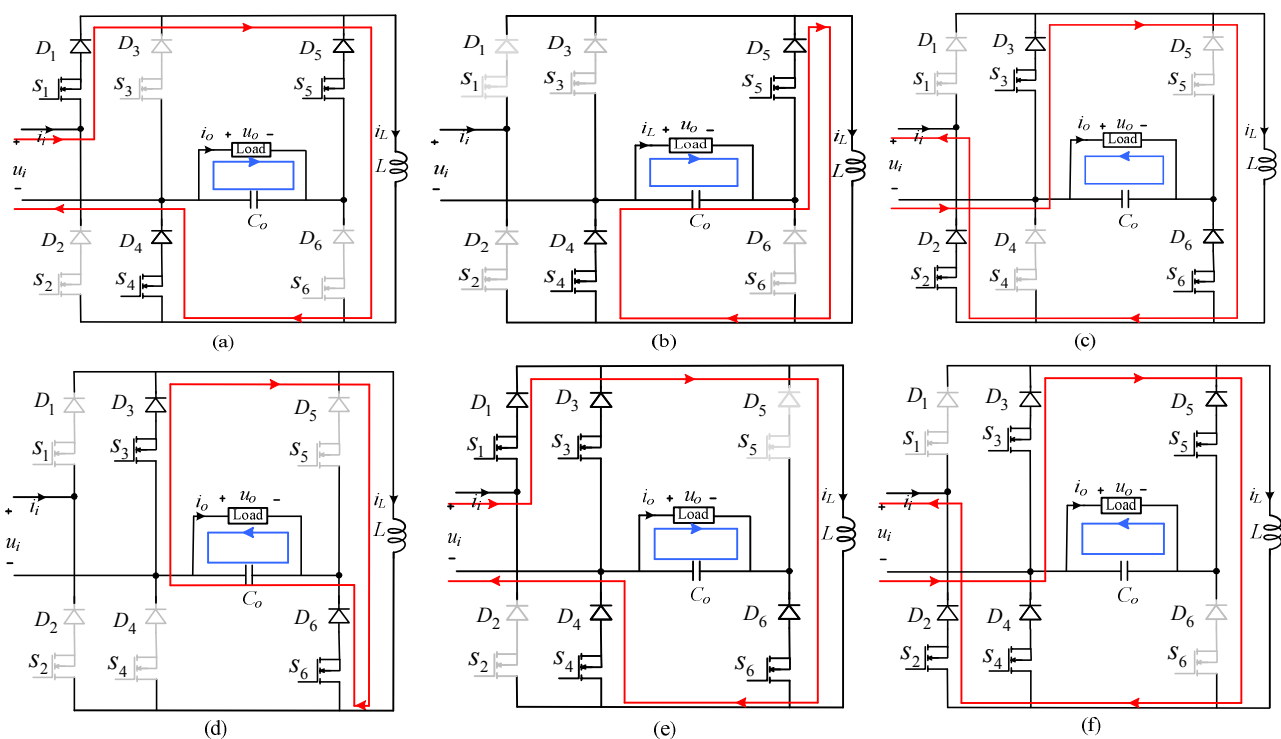 D1 D3 D5
S1 S3 S5
io + uo - iL
Load
ii
+
ui L
-
Co
D2 D4 D6
S2 S4 S6
(a)
D1 D3 D5
S1 S3 S5
iL + uo - iL
Load
ii
+
ui L
-
Co
D2 D4 D6
S2 S4 S6
(b)
D1 D3 D5
S1 S3 S5
io + uo - iL
Load
ii
+
ui L
-
Co
D2 D4 D6
S2 S4 S6
(c)
D1 D3 D5
S1 S3 S5
io + uo - iL
Load
ii
+
ui L
-
Co
D2 D4 D6
S2 S4 S6
(d)
D1 D3 D5
S1 S3 S5
io + uo - iL
Load
ii
+
ui L
-
Co
D2 D4 D6
S2 S4 S6
(e)
D1 D3 D5
S1 S3 S5
io + uo - iL
Load
ii
+
ui L
-
Co
D2 D4 D6
S2 S4 S6
(f)